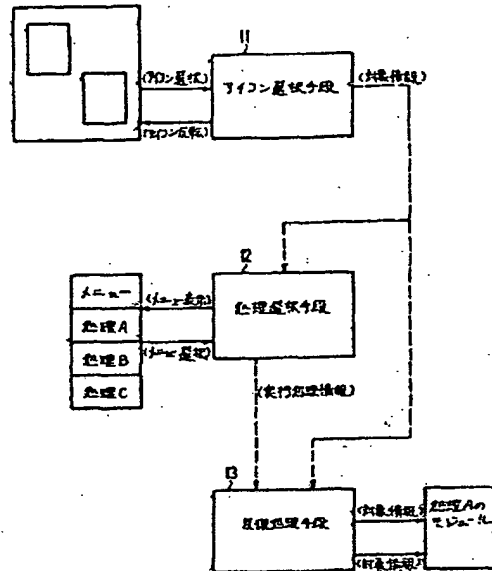 11
アイコン選択手段
(アイコン選択)
(アイコン反転)
(対象情報)
12
処理選択手段
メニュー
処理A
処理B
処理C
(メニュー表示)
(メニュー選択)
(実行処理情報)
13
処理手段
(対象情報)
(対象情報)
処理Aの
モジュール